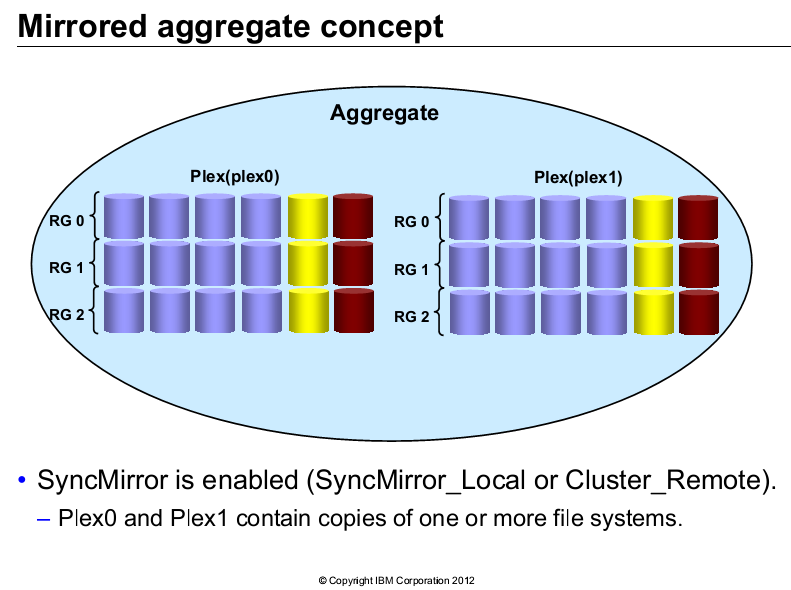 Mirrored aggregate concept
Aggregate
Plex(plex0)
Plex(plex1)
RG 0
RG 0
RG 1
RG 1
RG 2
RG 2
• SyncMirror is enabled (SyncMirror_Local or Cluster_Remote).
– Plex0 and Plex1 contain copies of one or more file systems.
© Copyright IBM Corporation 2012